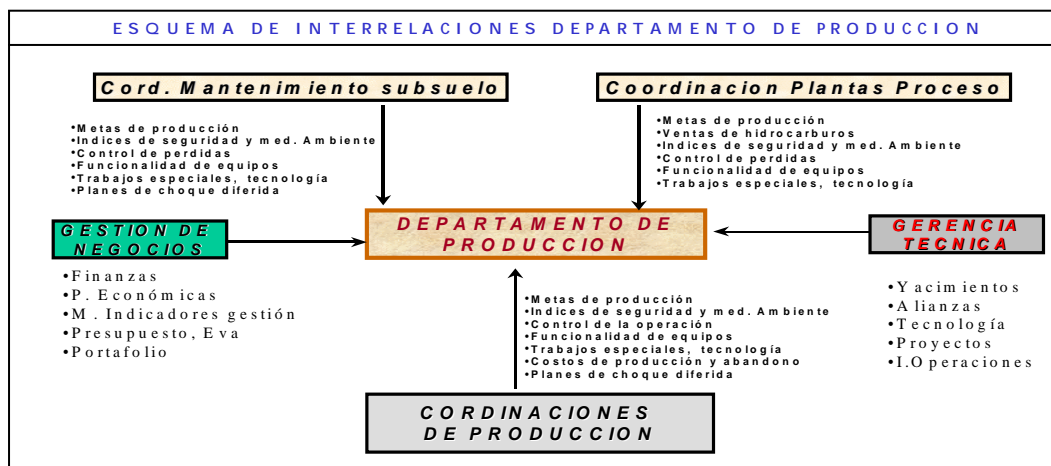 ESQUEMA DE INTERRELACIONES DEPARTAMENTO DE PRODUCCION
Cord. Mantenimiento subsuelo
Coordinacion Plantas Proceso
•Metas de producción
•Indices de seguridad y med. Ambiente
•Control de perdidas
•Funcionalidad de equipos
•Trabajos especiales, tecnología
•Planes de choque diferida
•Metas de producción
•Ventas de hidrocarburos
•Indices de seguridad y med. Ambiente
•Control de perdidas
•Funcionalidad de equipos
•Trabajos especiales, tecnología
GESTION DE
NEGOCIOS
DEPARTAMENTO DE
PRODUCCION
GERENCIA
TECNICA
•Finanzas
•P. Económicas
•M. Indicadores gestión
•Presupuesto, Eva
•Portafolio
•Metas de producción
•Indices de seguridad y med. Ambiente
•Control de la operación
•Funcionalidad de equipos
•Trabajos especiales, tecnología
•Costos de producción y abandono
•Planes de choque diferida
•Yacimientos
•Alianzas
•Tecnología
•Proyectos
•I.Operaciones
CORDINACIONES
DE PRODUCCION